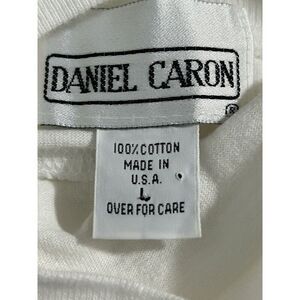 DANIEL CARON
®
100% COTTON
MADE IN
U.S.A.
L
OVER FOR CARE